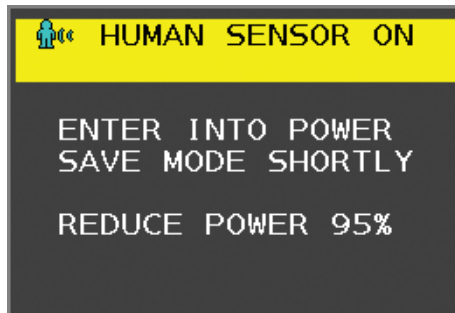 HUMAN SENSOR ON
ENTER INTO POWER
SAVE MODE SHORTLY
REDUCE POWER 95%